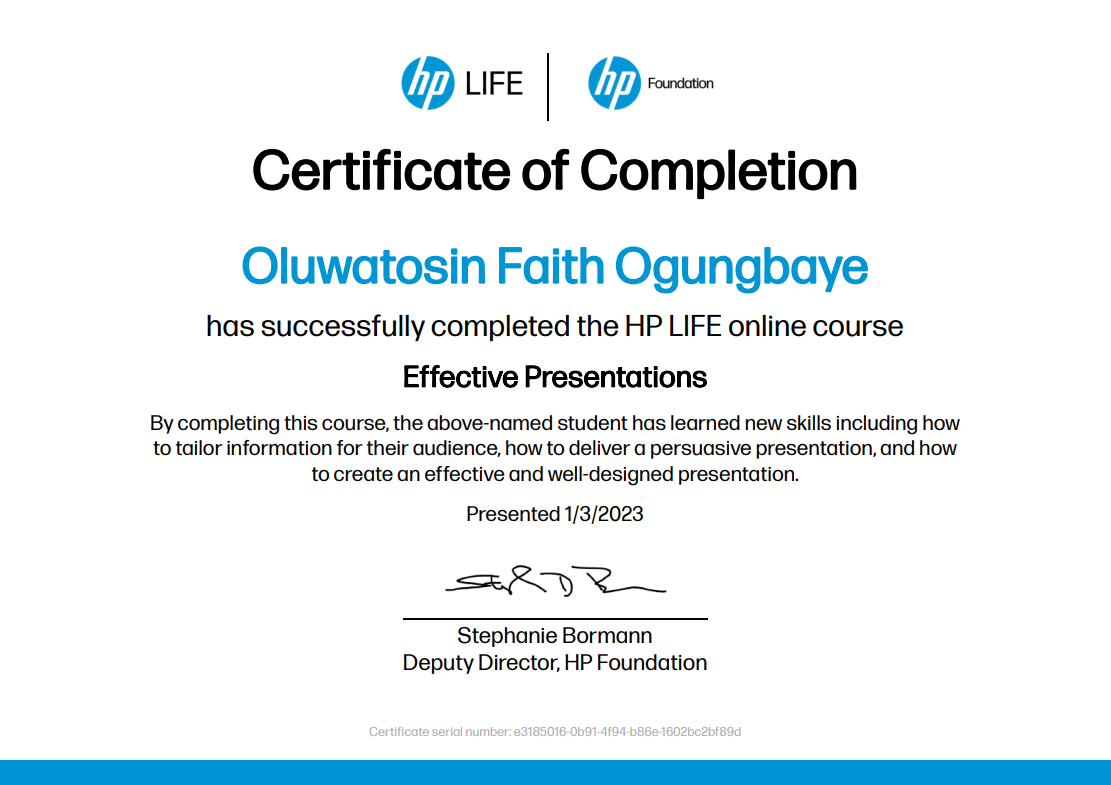 hp LIFE hp Foundation
Certificate of Completion
Oluwatosin Faith Ogungbaye
has successfully completed the HP LIFE online course
Effective Presentations
By completing this course, the above-named student has learned new skills including how
to tailor information for their audience, how to deliver a persuasive presentation, and how
to create an effective and well-designed presentation.
Presented 1/3/2023
Stephanie Bormann
Deputy Director, HP Foundation
Certificate serial number: e3185016-0b91-4f94-b86e-1602bc2bf89d